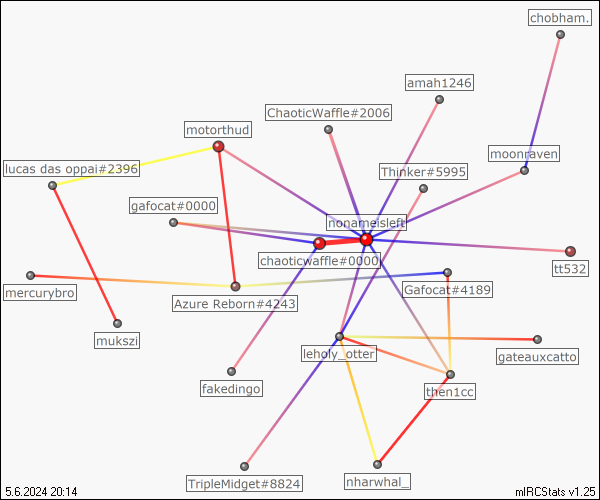 chobham.
amah1246
ChaoticWaffle#2006
motorthud
moonraven
lucas das oppai#2396
Thinker#5995
gafocat#0000
nonameisleft
chaoticwaffle#0000
tt532
mercurybro
Gafocat#4189
Azure Reborn#4243
mukszi
leholy_otter
gateauxcatto
fakedingo
then1cc
TripleMidget#8824
nharwhal_
5.6.2024 20:14
mIRCStats v1.25